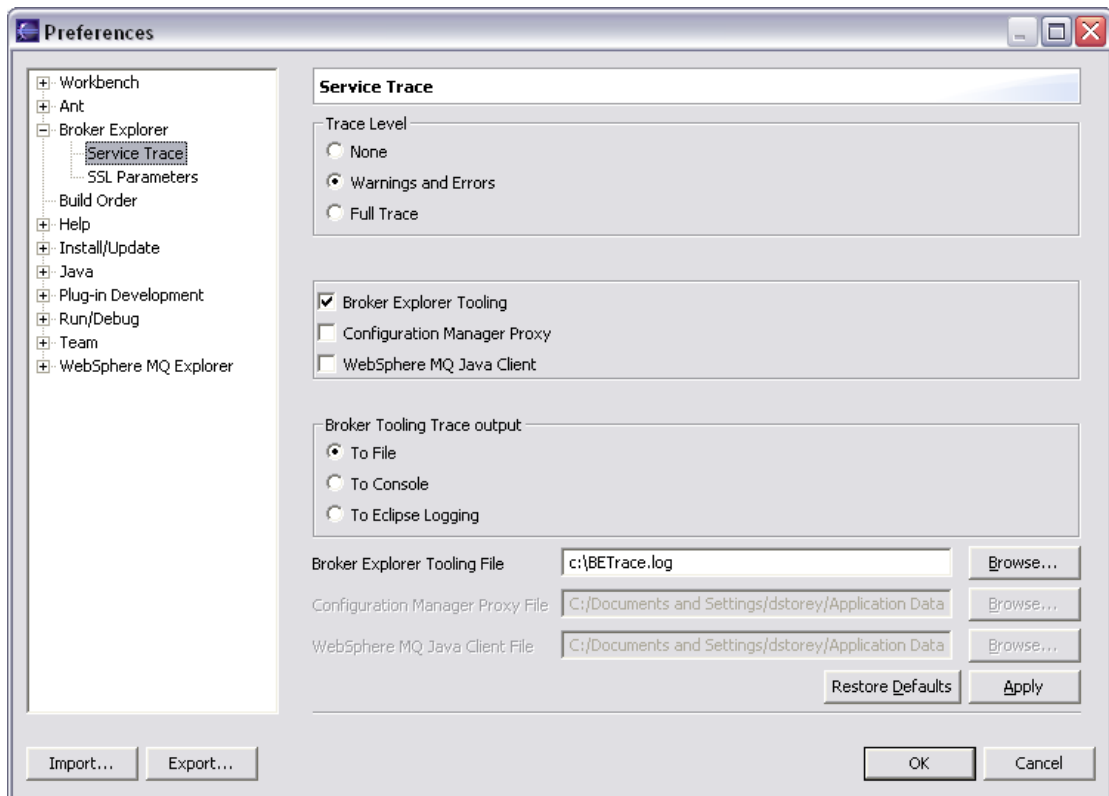 Preferences
Workbench
Ant
Broker Explorer
Service Trace
SSL Parameters
Build Order
Help
Install/Update
Java
Plug-in Development
Run/Debug
Team
WebSphere MQ Explorer
Service Trace
Trace Level
None
Warnings and Errors
Full Trace
Broker Explorer Tooling
Configuration Manager Proxy
WebSphere MQ Java Client
Broker Tooling Trace output
To File
To Console
To Eclipse Logging
Broker Explorer Tooling File c:\BETrace.log Browse...
Configuration Manager Proxy File C:/Documents and Settings/dstorey/Application Data Browse...
WebSphere MQ Java Client File C:/Documents and Settings/dstorey/Application Data Browse...
Restore Defaults Apply
Import... Export... OK Cancel